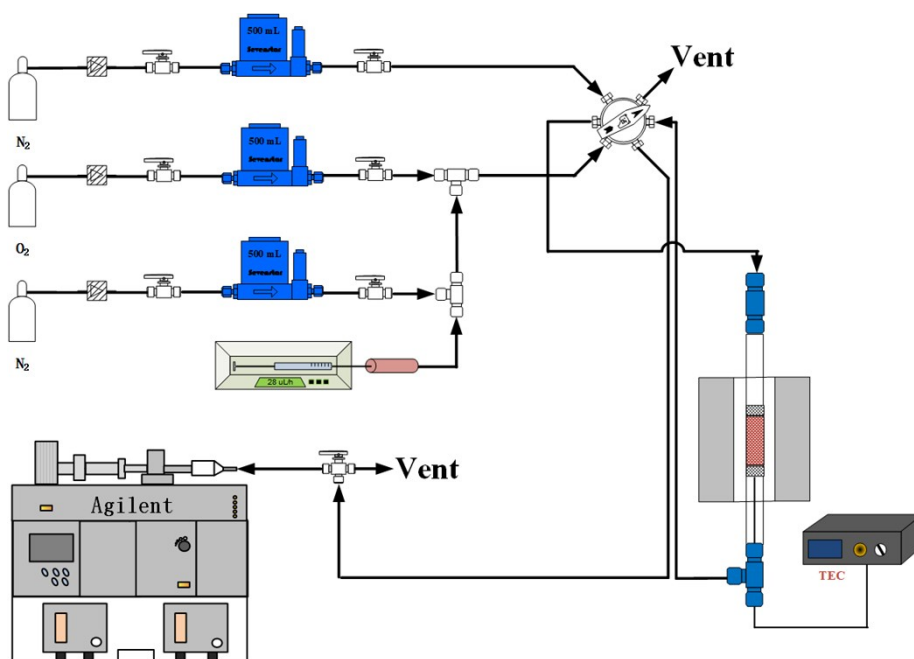 500 mL
Sevenstar
Vent
N₂
500 mL
Sevenstar
O₂
500 mL
Sevenstar
N₂
28 uL/h
Vent
Agilent
TEC